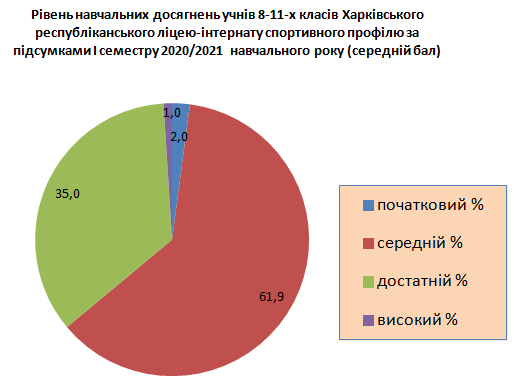 Рівень навчальних досягнень учнів 8-11-х класів Харківського
республіканського ліцею-інтернату спортивного профілю за
підсумками І семестру 2020/2021 навчального року (середній бал)
1,0
2,0
35,0
61,9
початковий %
середній %
достатній %
високий %